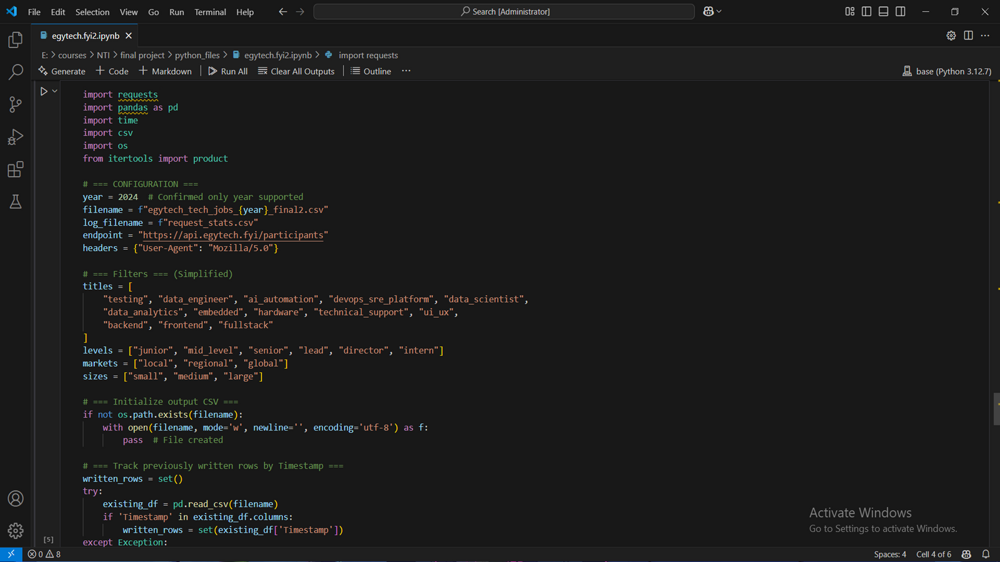 File Edit Selection View Go Run Terminal Help Search [Administrator]
egytech.fyi2.ipynb
E: > courses > NTI > final project > python_files > egytech.fyi2.ipynb > import requests
Generate + Code + Markdown Run All Clear All Outputs Outline ... base (Python 3.12.7)
import requests
import pandas as pd
import time
import csv
import os
from itertools import product
# === CONFIGURATION ===
year = 2024  # Confirmed only year supported
filename = f"egytech_tech_jobs_{year}_final2.csv"
log_filename = f"request_stats.csv"
endpoint = "https://api.egytech.fyi/participants"
headers = {"User-Agent": "Mozilla/5.0"}
# === Filters === (Simplified)
titles = [
    "testing", "data_engineer", "ai_automation", "devops_sre_platform", "data_scientist",
    "data_analytics", "embedded", "hardware", "technical_support", "ui_ux",
    "backend", "frontend", "fullstack"
]
levels = ["junior", "mid_level", "senior", "lead", "director", "intern"]
markets = ["local", "regional", "global"]
sizes = ["small", "medium", "large"]
# === Initialize output CSV ===
if not os.path.exists(filename):
    with open(filename, mode='w', newline='', encoding='utf-8') as f:
        pass  # File created
# === Track previously written rows by Timestamp ===
written_rows = set()
try:
    existing_df = pd.read_csv(filename)
    if 'Timestamp' in existing_df.columns:
        written_rows = set(existing_df['Timestamp'])
except Exception:
[5]
Activate Windows
Go to Settings to activate Windows.
0 8 Spaces: 4 Cell 4 of 6